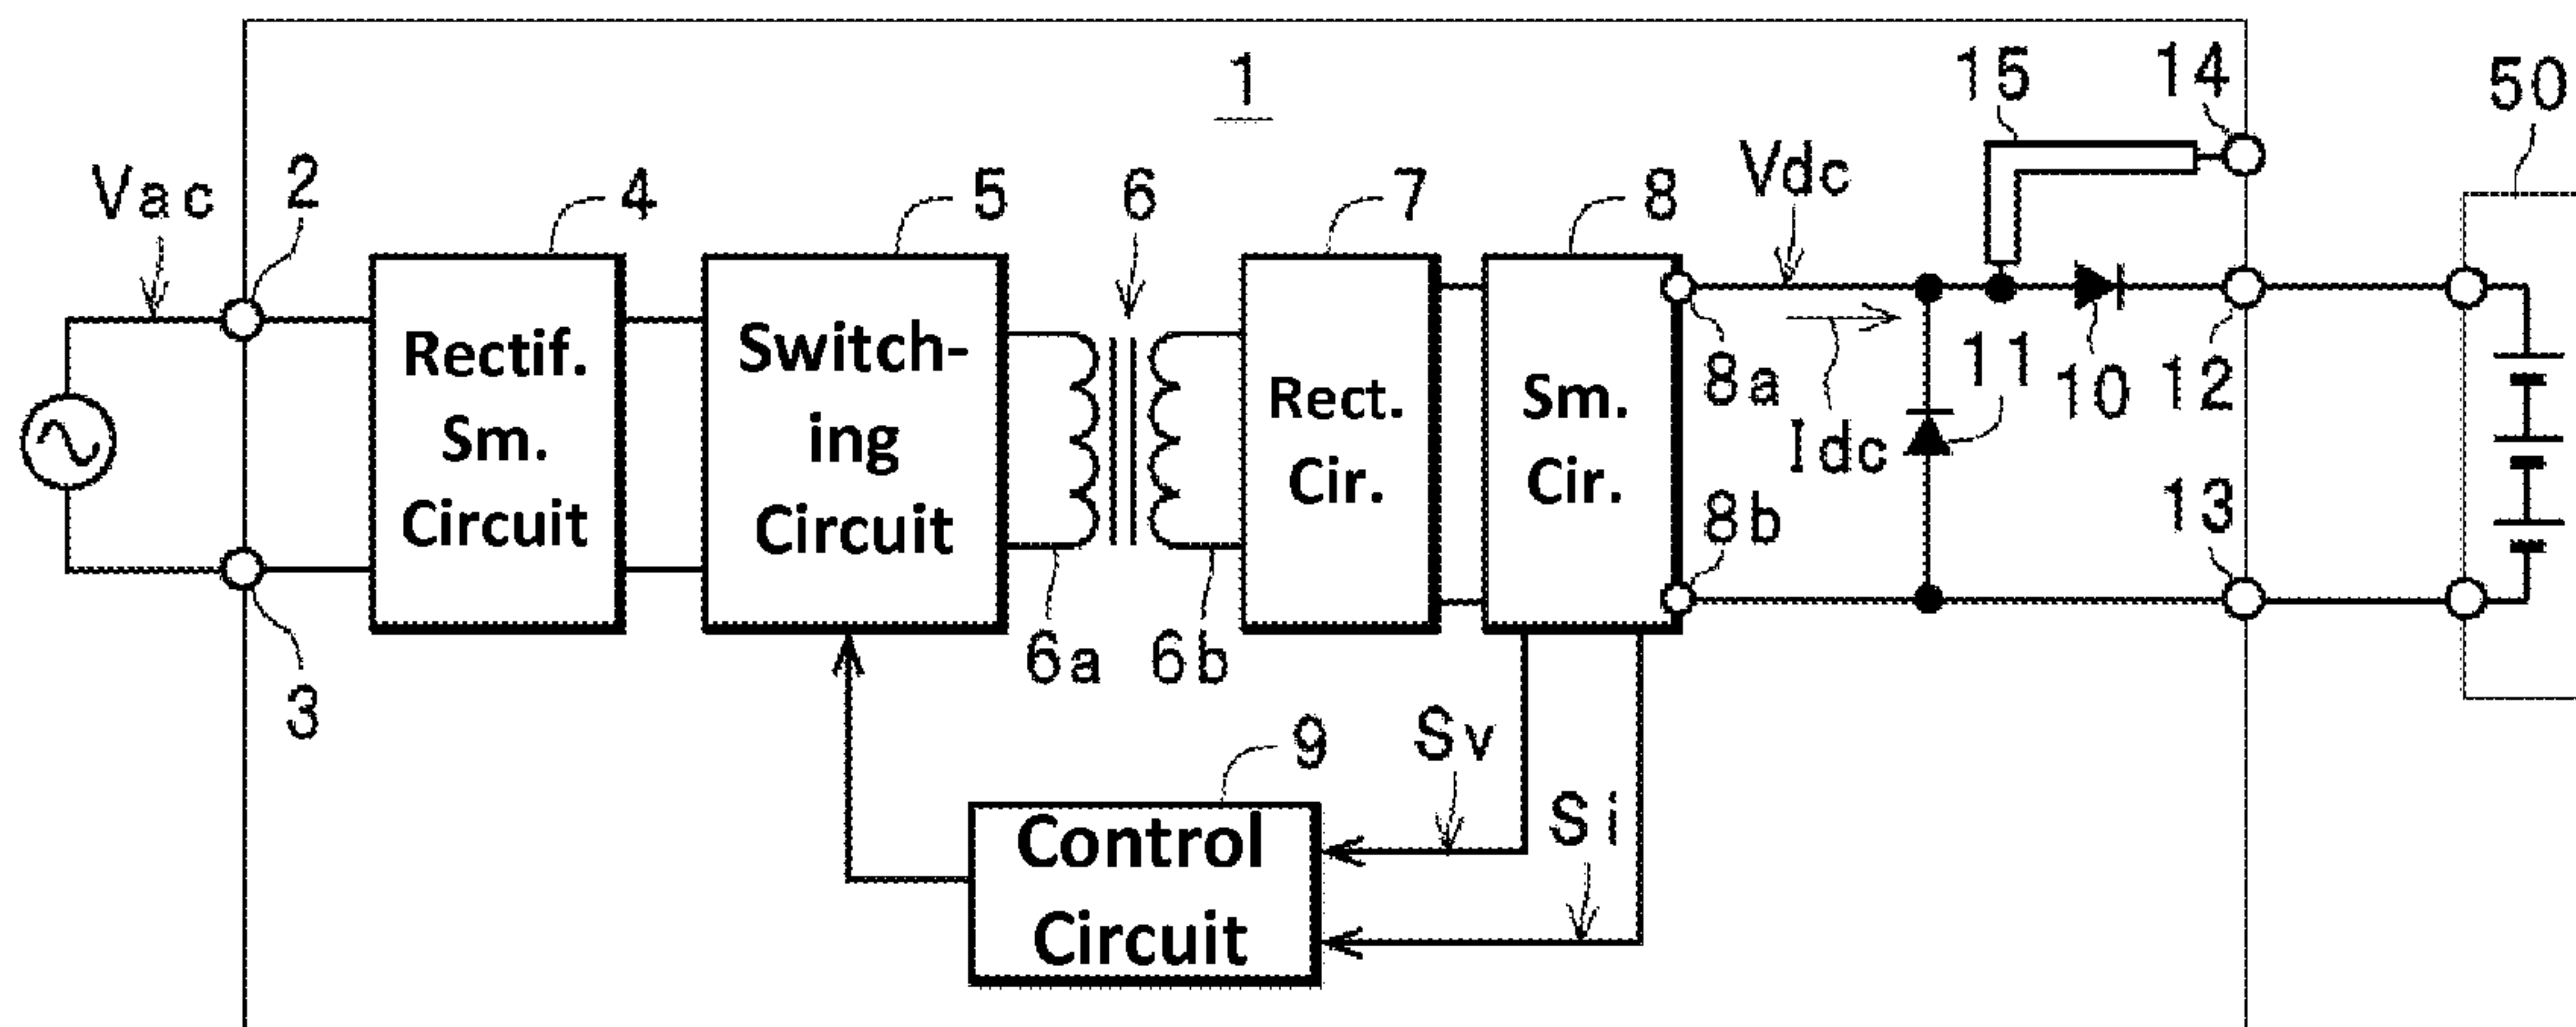 1
15
14
50
Vac
2
4
5
6
7
8
Vdc
Rectif.
Sm.
Circuit
Switch-
ing
Circuit
Rect.
Cir.
Sm.
Cir.
8a
11
10
12
Idc
8b
13
3
6a
6b
9
Sv
Si
Control
Circuit